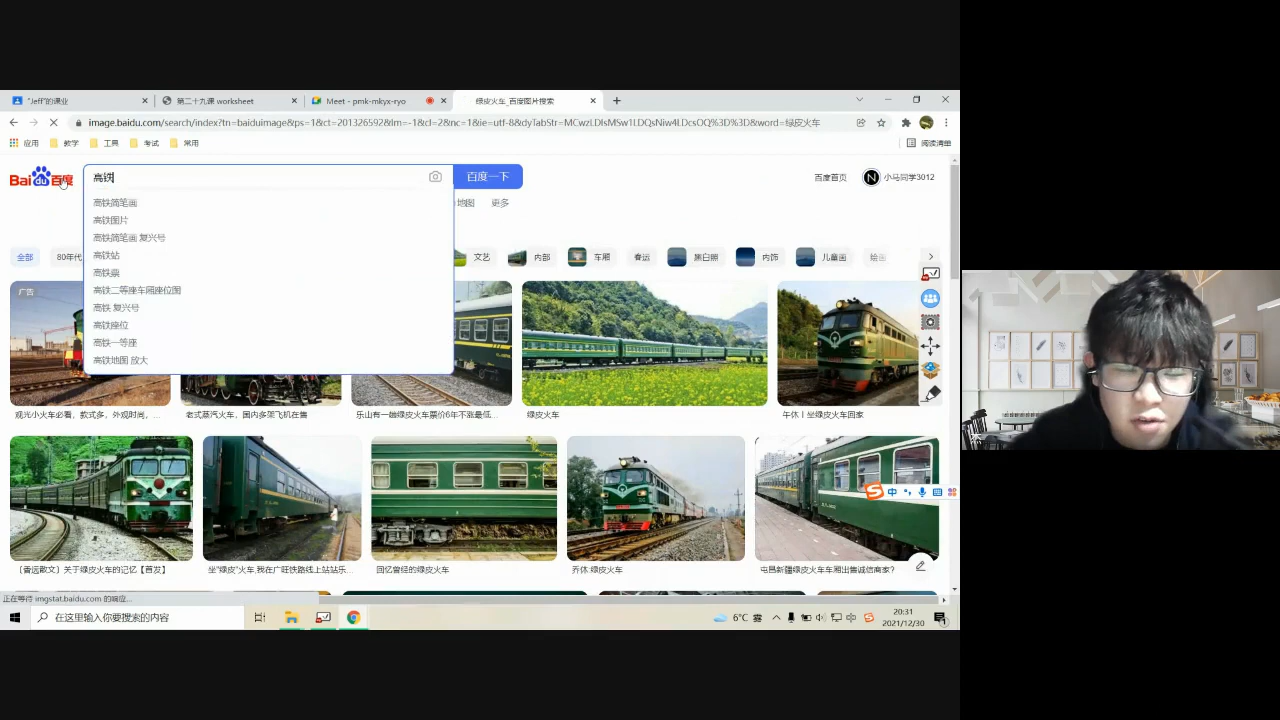 "Jeff"的课业
第二十九课 worksheet
Meet - pmk-mkyx-ryo
绿皮火车_百度图片搜索
image.baidu.com/search/index?tn=baiduimage&ps=1&ct=201326592&lm=-1&cl=2&nc=1&ie=utf-8&dyTabStr=MCwzLDIsMSw1LDQsNiw4LDcsOQ%3D%3D&word=绿皮火车
应用
教学
工具
考试
常用
阅读清单
Bai du 百度
高铁
百度一下
百度首页
小马同学3012
高铁简笔画
地图
更多
高铁图片
高铁简笔画 复兴号
高铁站
全部
80年代
文艺
内部
车厢
春运
黑白照
内饰
儿童画
绘画
高铁票
高铁二等座车厢座位图
广告
高铁 复兴号
高铁座位
高铁一等座
高铁地图 放大
观光小火车必看，款式多，外观时尚，...
老式蒸汽火车，国内多架飞机在售
乐山有一趟绿皮火车票价6年不涨最低...
绿皮火车
午休丨坐绿皮火车回家
中
〔香远散文〕关于绿皮火车的记忆【首发】
坐"绿皮"火车,我在广旺铁路线上站站乐...
回忆曾经的绿皮火车
乔休 绿皮火车
屯昌新疆绿皮火车车厢出售诚信商家?
正在等待 imgstat.baidu.com 的响应...
在这里输入你要搜索的内容
6°C 雾
中
20:31
2021/12/30